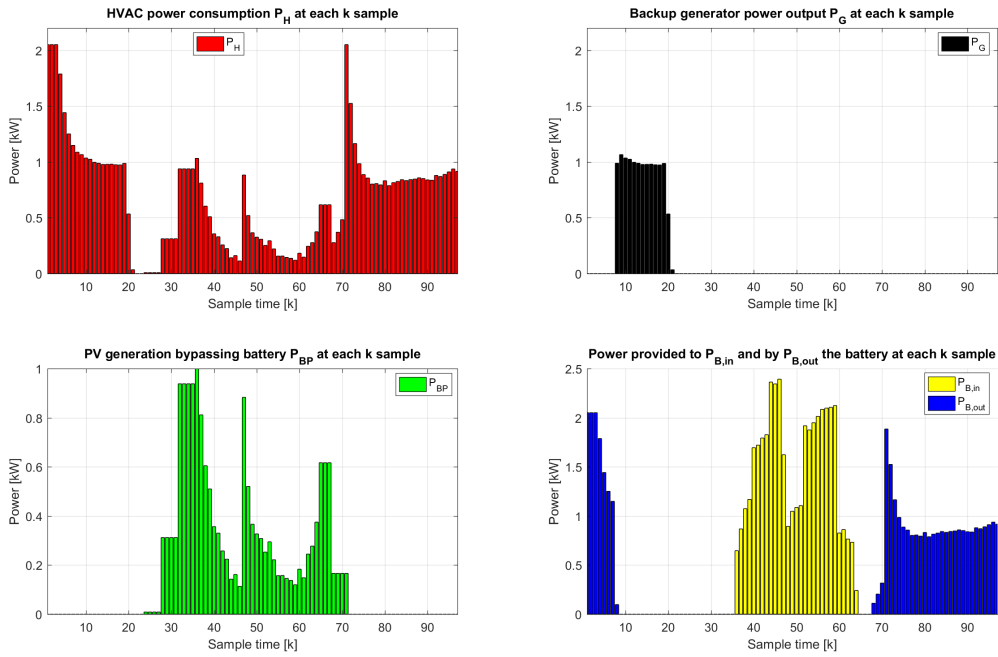 HVAC power consumption P_H at each k sample
Power [kW]
2
1.5
1
0.5
0
10 20 30 40 50 60 70 80 90
Sample time [k]
P_H
Backup generator power output P_G at each k sample
Power [kW]
2
1.5
1
0.5
0
10 20 30 40 50 60 70 80 90
Sample time [k]
P_G
PV generation bypassing battery P_BP at each k sample
Power [kW]
1
0.8
0.6
0.4
0.2
0
10 20 30 40 50 60 70 80 90
Sample time [k]
P_BP
Power provided to P_B,in and by P_B,out the battery at each k sample
Power [kW]
2.5
2
1.5
1
0.5
0
10 20 30 40 50 60 70 80 90
Sample time [k]
P_B,in
P_B,out